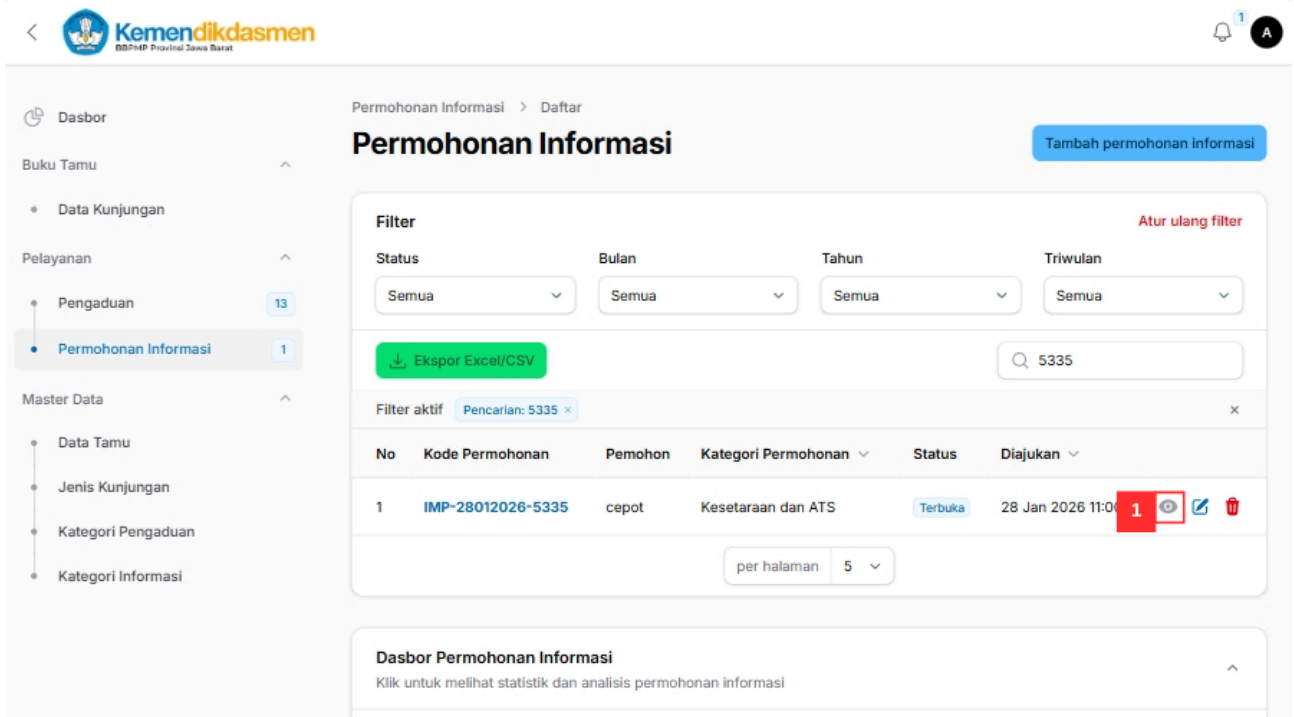 Kemendikdasmen
BBPMP Provinsi Jawa Barat
1
A
Dasbor
Buku Tamu
Data Kunjungan
Pelayanan
Pengaduan 13
Permohonan Informasi 1
Master Data
Data Tamu
Jenis Kunjungan
Kategori Pengaduan
Kategori Informasi
Permohonan Informasi > Daftar
Permohonan Informasi
Tambah permohonan informasi
Filter Atur ulang filter
Status Bulan Tahun Triwulan
Semua Semua Semua Semua
Ekspor Excel/CSV 5335
Filter aktif Pencarian: 5335 ×
No Kode Permohonan Pemohon Kategori Permohonan Status Diajukan
1 IMP-28012026-5335 cepot Kesetaraan dan ATS Terbuka 28 Jan 2026 1
per halaman 5
Dasbor Permohonan Informasi
Klik untuk melihat statistik dan analisis permohonan informasi